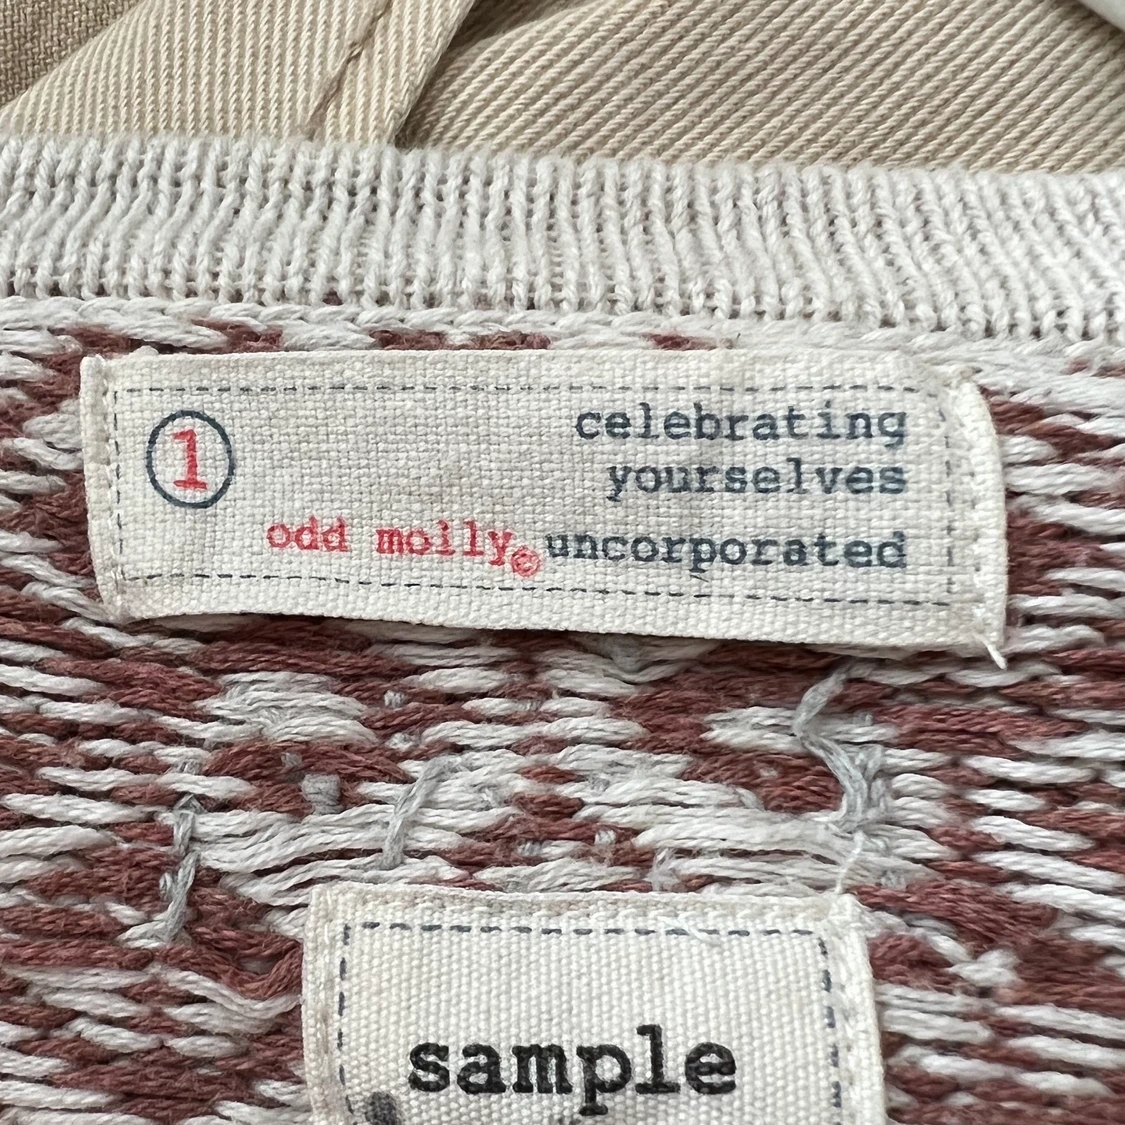 1
celebrating
yourselves
odd molly© uncorporated
sample